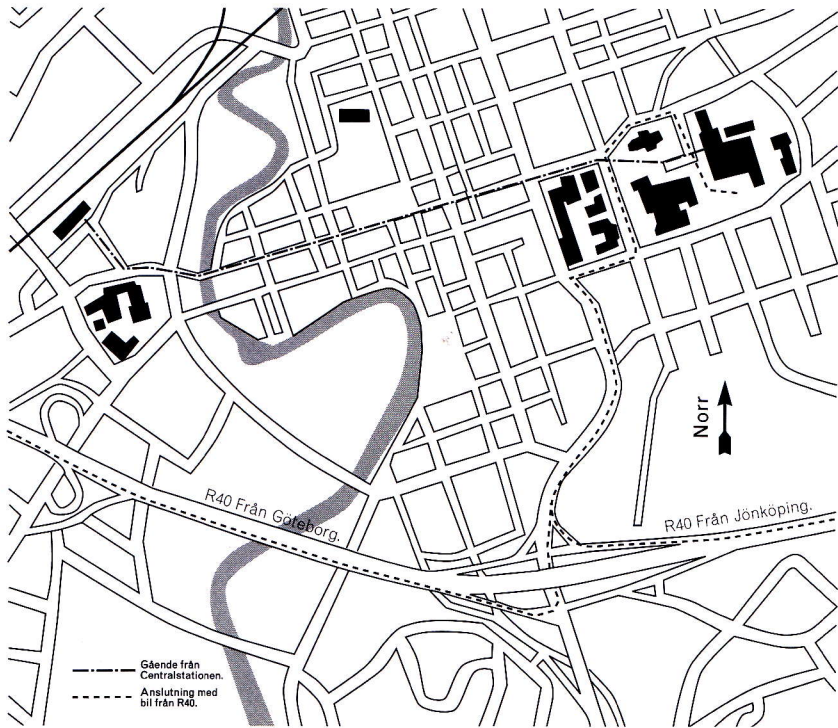 Norr
R40 Från Göteborg.
R40 Från Jönköping.
Gående från
Centralstationen.
Anslutning med
bil från R40.